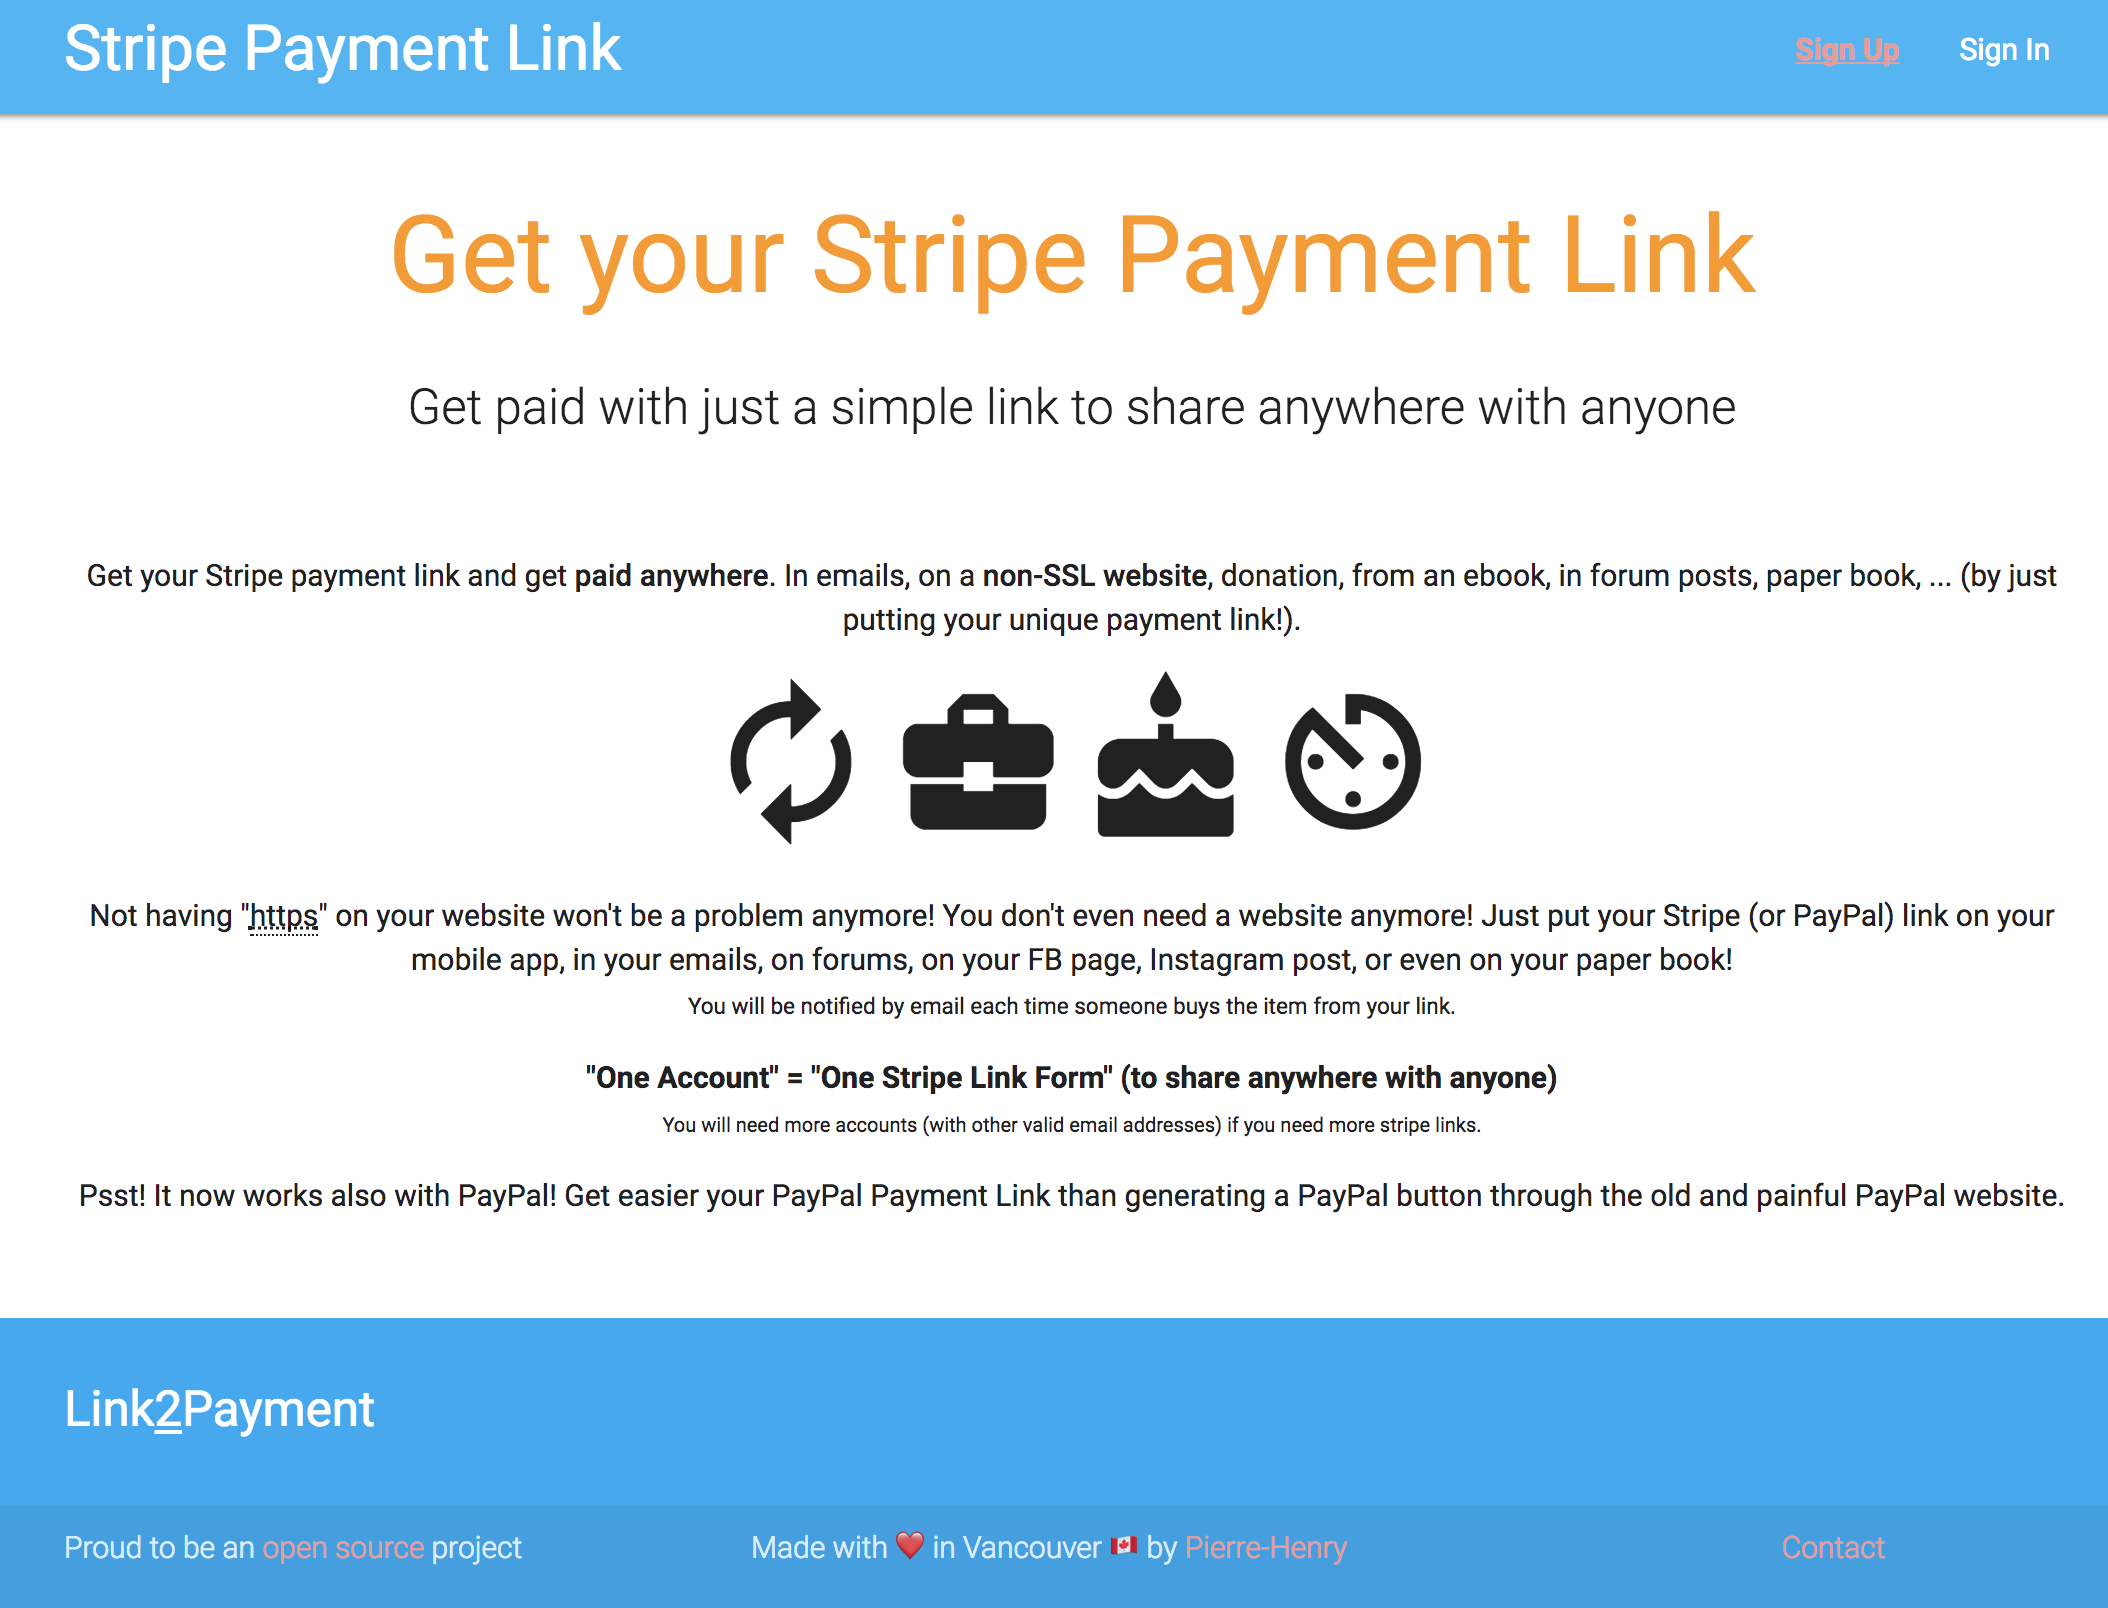 Stripe Payment Link
Sign Up
Sign In
Get your Stripe Payment Link
Get paid with just a simple link to share anywhere with anyone
Get your Stripe payment link and get paid anywhere. In emails, on a non-SSL website, donation, from an ebook, in forum posts, paper book, ... (by just
putting your unique payment link!).
Not having "https" on your website won't be a problem anymore! You don't even need a website anymore! Just put your Stripe (or PayPal) link on your
mobile app, in your emails, on forums, on your FB page, Instagram post, or even on your paper book!
You will be notified by email each time someone buys the item from your link.
"One Account" = "One Stripe Link Form" (to share anywhere with anyone)
You will need more accounts (with other valid email addresses) if you need more stripe links.
Psst! It now works also with PayPal! Get easier your PayPal Payment Link than generating a PayPal button through the old and painful PayPal website.
Link2Payment
Proud to be an open source project
Made with ❤️ in Vancouver 🇨🇦 by Pierre-Henry
Contact